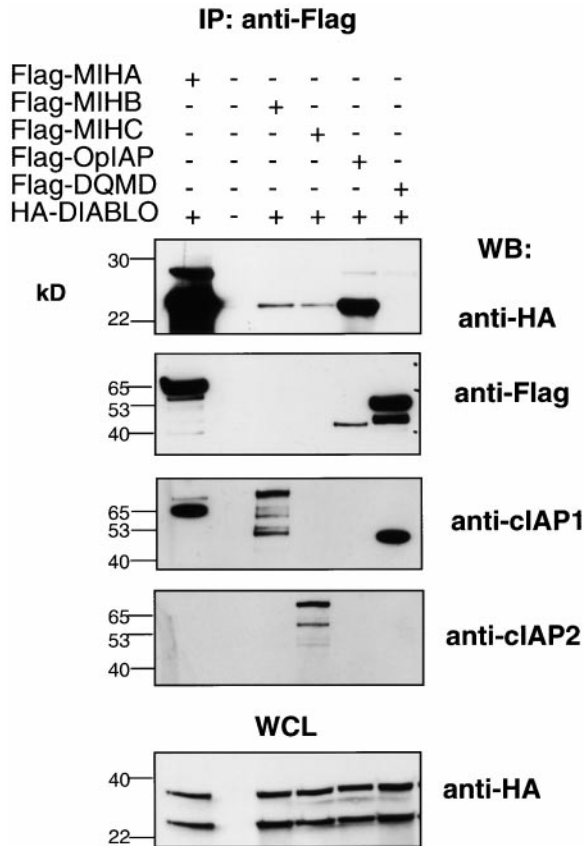 IP: anti-Flag
Flag-MIHA + - - - - -
Flag-MIHB - - + - - -
Flag-MIHC - - - + - -
Flag-OpIAP - - - - + -
Flag-DQMD - - - - - +
HA-DIABLO + - + + + +
WB:
kD
30
22
anti-HA
65
53
40
anti-Flag
65
53
40
anti-cIAP1
65
53
40
anti-cIAP2
WCL
40
22
anti-HA